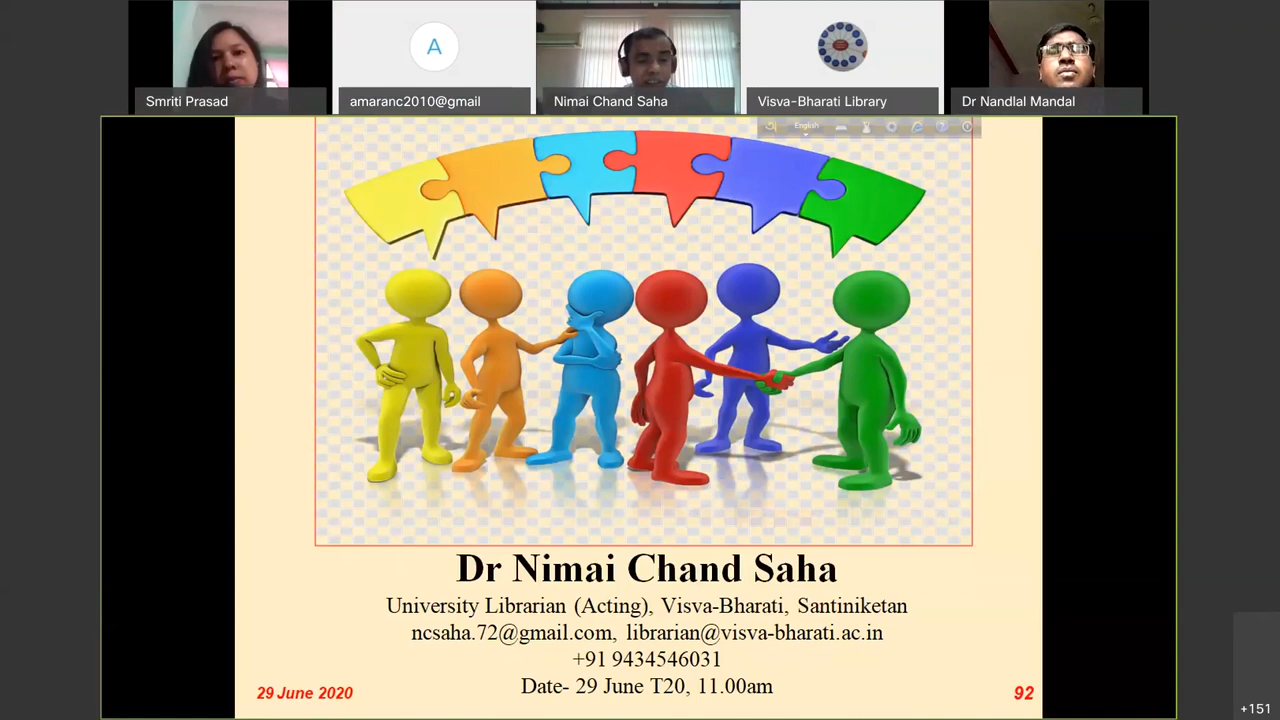 Smriti Prasad
A
amaranc2010@gmail
Nimai Chand Saha
Visva-Bharati Library
Dr Nandlal Mandal
English
Dr Nimai Chand Saha
University Librarian (Acting), Visva-Bharati, Santiniketan
ncsaha.72@gmail.com, librarian@visva-bharati.ac.in
+91 9434546031
Date- 29 June T20, 11.00am
29 June 2020
92
+151